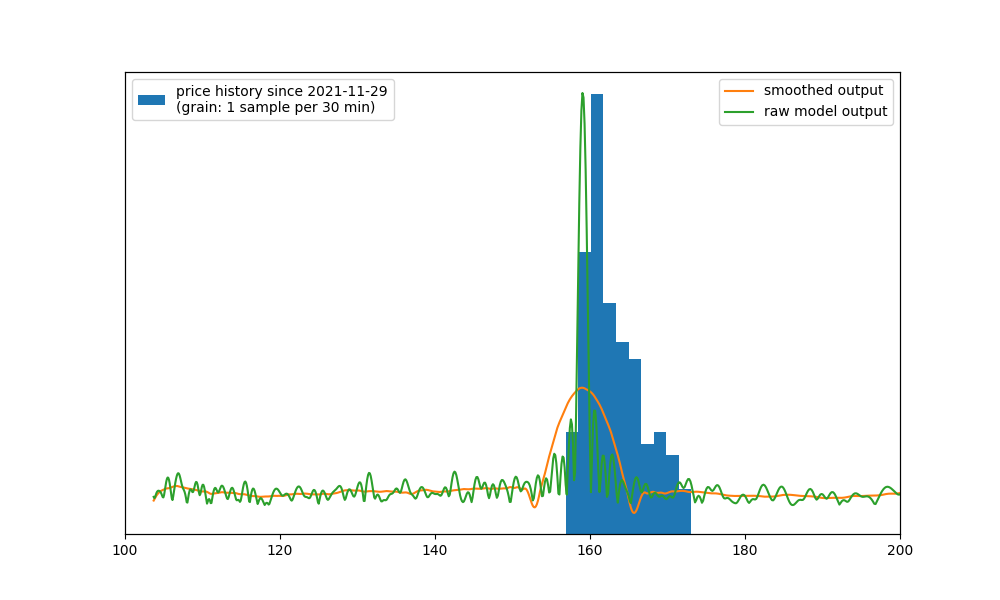 price history since 2021-11-29
(grain: 1 sample per 30 min)
smoothed output
raw model output
100
120
140
160
180
200